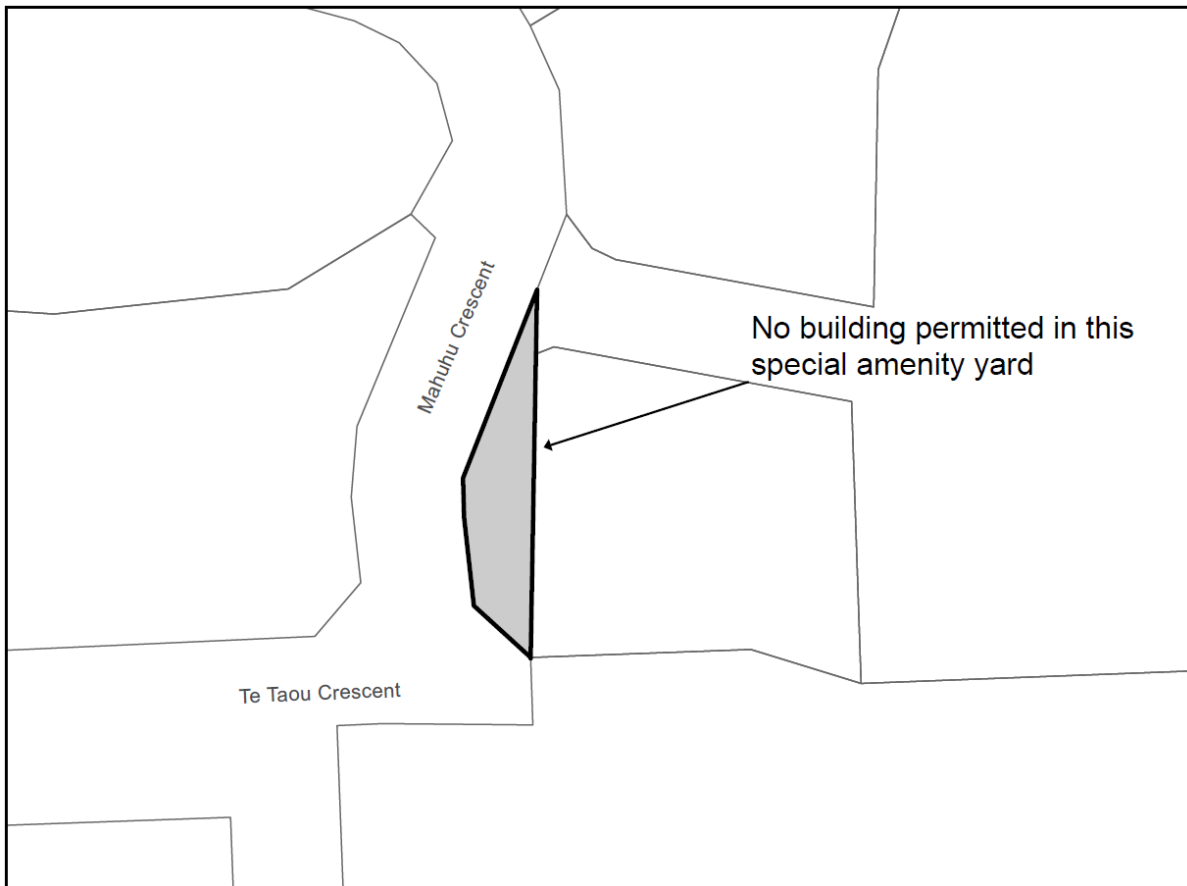 Mahuhu Crescent
No building permitted in this
special amenity yard
Te Taou Crescent